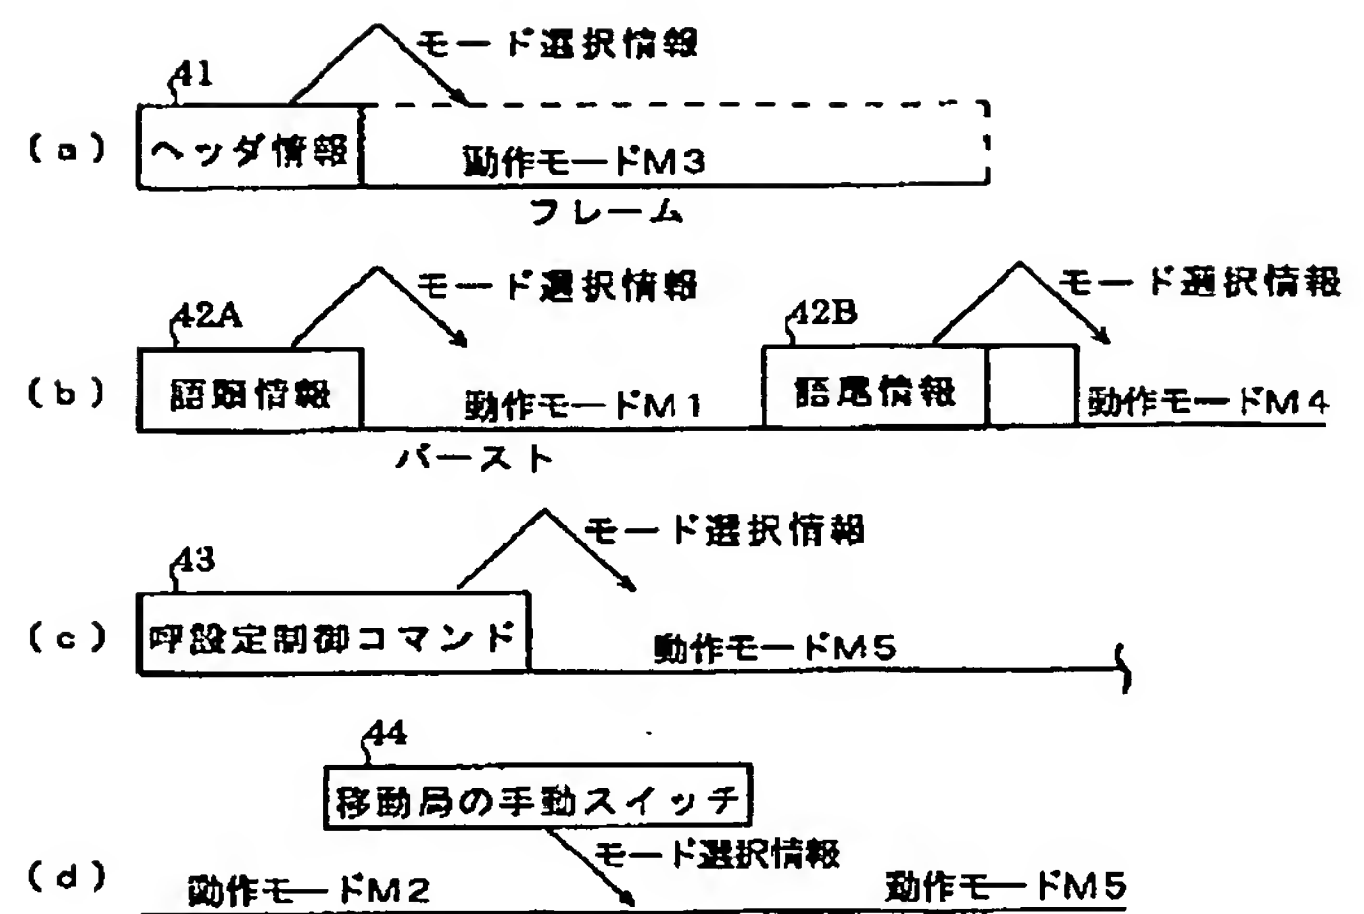 モード選択情報
41
(a) ヘッダ情報 動作モードM3
フレーム
モード選択情報 モード選択情報
42A 42B
(b) 語頭情報 動作モードM1 語尾情報 動作モードM4
バースト
モード選択情報
43
(c) 呼設定制御コマンド 動作モードM5
44
移動局の手動スイッチ
モード選択情報
(d) 動作モードM2 動作モードM5